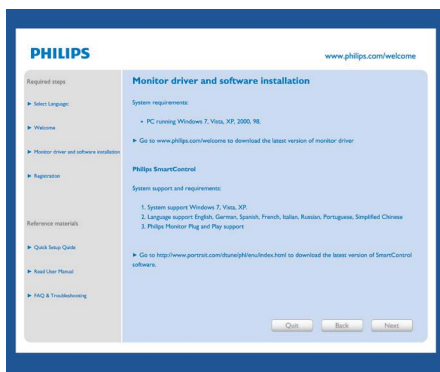 PHILIPS
www.philips.com/welcome
Required steps
► Select Language
► Welcome
► Monitor driver and software installation
► Registration
Reference materials
► Quick Setup Guide
► Read User Manual
► FAQ & Troubleshooting
Monitor driver and software installation
System requirements:
• PC running Windows 7, Vista, XP, 2000, 98,
► Go to www.philips.com/welcome to download the latest version of monitor driver
Philips SmartControl
System support and requirements:
1. System support Windows 7, Vista, XP.
2. Language support English, German, Spanish, French, Italian, Russian, Portuguese, Simplified Chinese
3. Philips Monitor Plug and Play support
► Go to http://www.portrait.com/dtune/phl/enu/index.html to download the latest version of SmartControl
software.
Quit Back Next